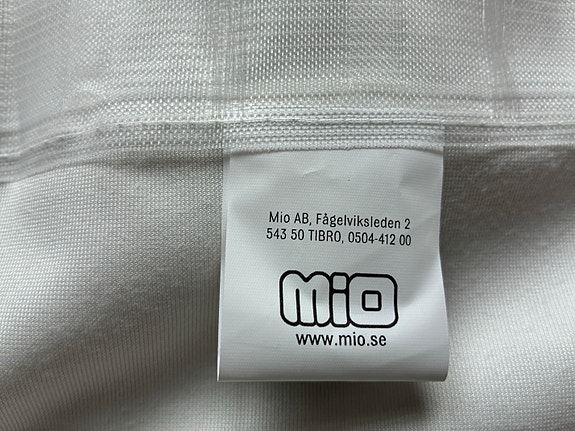 Mio AB, Fågelviksleden 2
543 50 TIBRO, 0504-412 00
MiO
www.mio.se